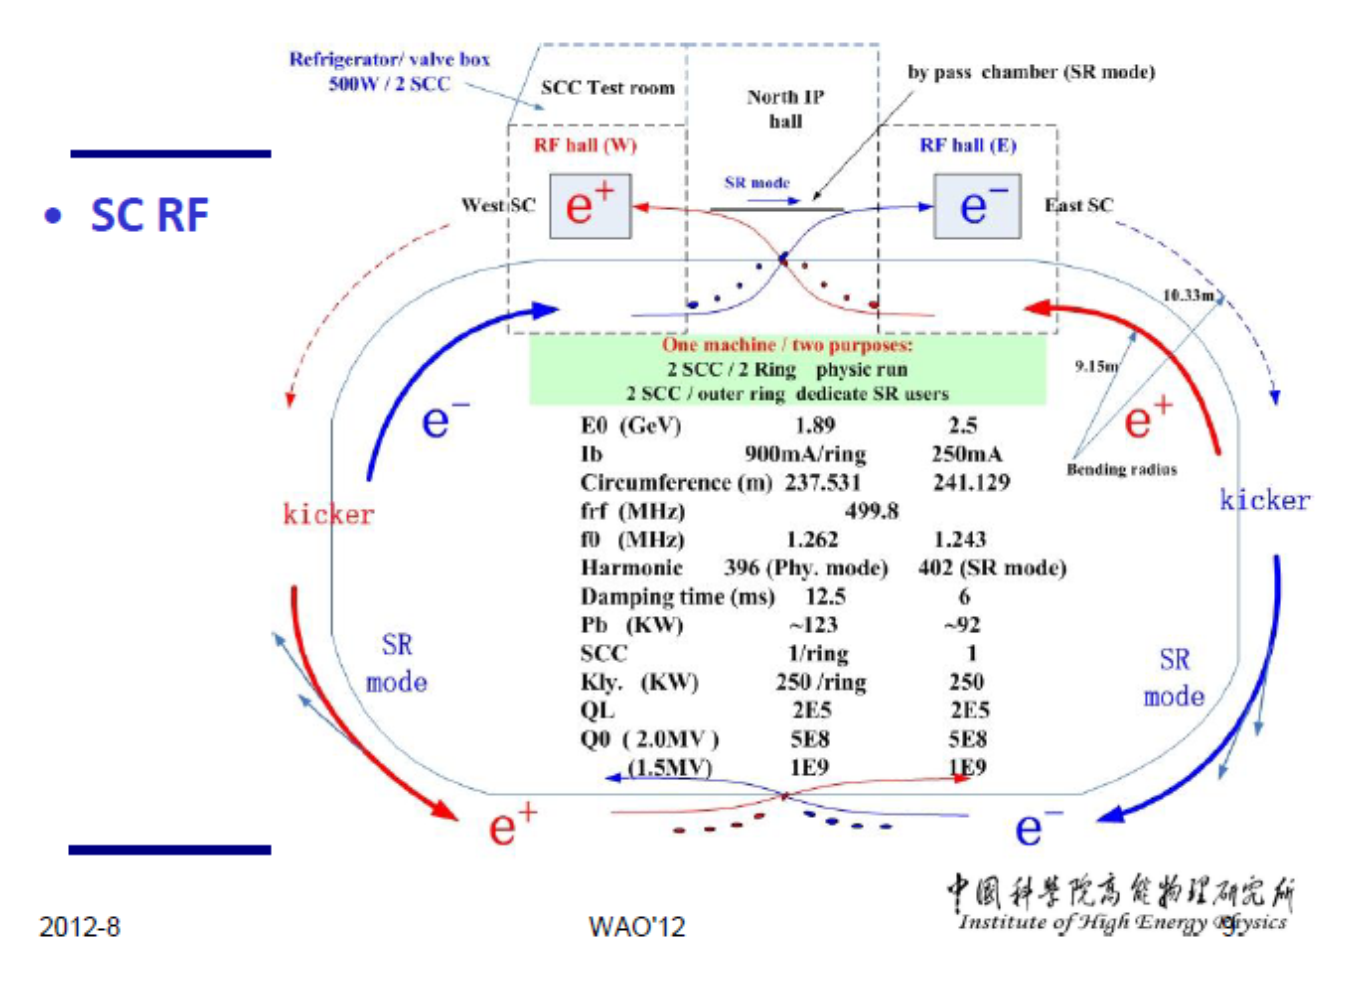 • SC RF
Refrigerator/ valve box
500W / 2 SCC
SCC Test room
North IP
hall
by pass chamber (SR mode)
RF hall (W)
RF hall (E)
SR mode
West SC
e⁺
e⁻
East SC
10.33m
9.15m
Bending radius
e⁻
e⁺
kicker
kicker
One machine / two purposes:
2 SCC / 2 Ring physic run
2 SCC / outer ring dedicate SR users
E0 (GeV) 1.89 2.5
Ib 900mA/ring 250mA
Circumference (m) 237.531 241.129
frf (MHz) 499.8
f0 (MHz) 1.262 1.243
Harmonic 396 (Phy. mode) 402 (SR mode)
Damping time (ms) 12.5 6
Pb (KW) ~123 ~92
SCC 1/ring 1
Kly. (KW) 250 /ring 250
QL 2E5 2E5
Q0 ( 2.0MV ) 5E8 5E8
(1.5MV) 1E9 1E9
SR
mode
SR
mode
e⁺
e⁻
中国科学院高能物理研究所
Institute of High Energy Physics
2012-8
WAO'12
9